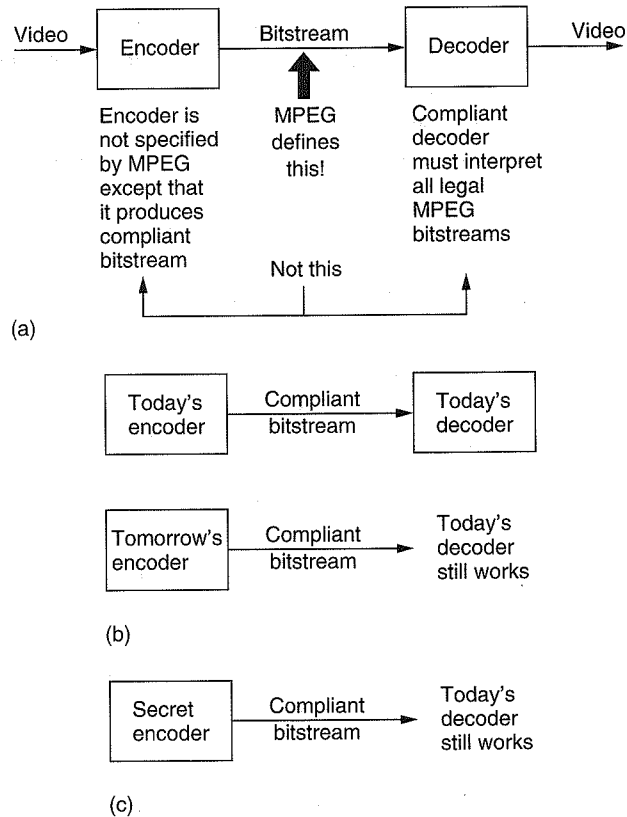 Video
Encoder
Bitstream
Decoder
Video
Encoder is
not specified
by MPEG
except that
it produces
compliant
bitstream
MPEG
defines
this!
Compliant
decoder
must interpret
all legal
MPEG
bitstreams
Not this
(a)
Today's
encoder
Compliant
bitstream
Today's
decoder
Tomorrow's
encoder
Compliant
bitstream
Today's
decoder
still works
(b)
Secret
encoder
Compliant
bitstream
Today's
decoder
still works
(c)